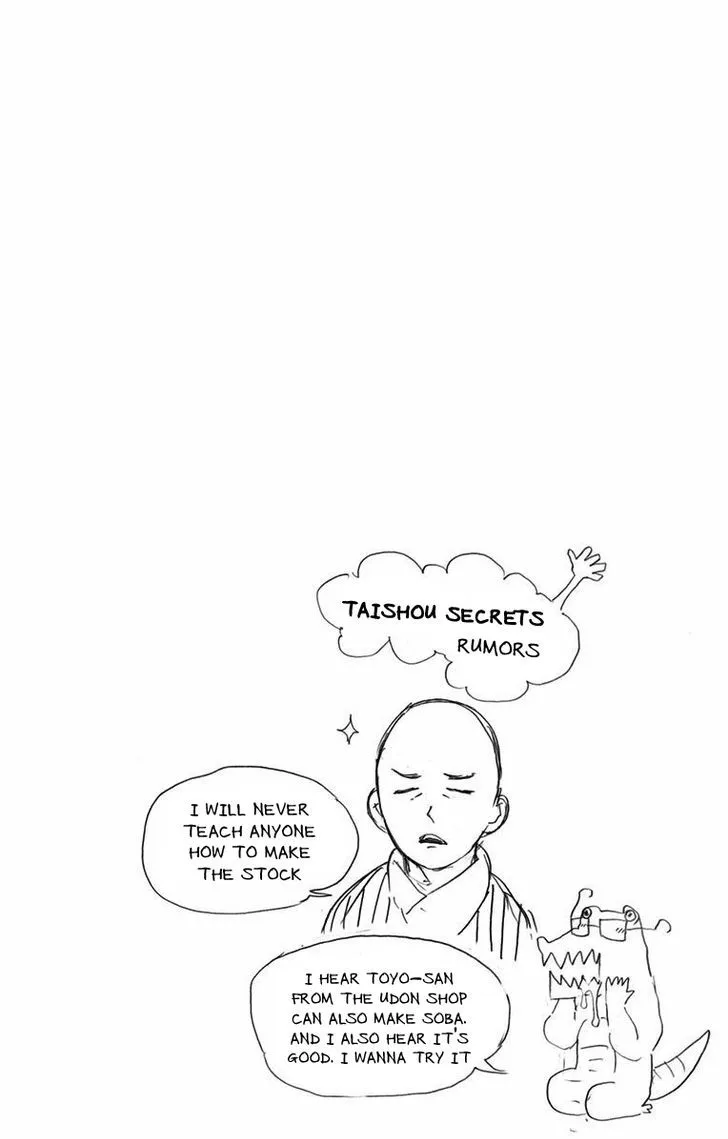 TAISHOU SECRETS
RUMORS
I WILL NEVER
TEACH ANYONE
HOW TO MAKE
THE STOCK
I HEAR TOYO-SAN
FROM THE UDON SHOP
CAN ALSO MAKE SOBA.
AND I ALSO HEAR IT'S
GOOD. I WANNA TRY IT